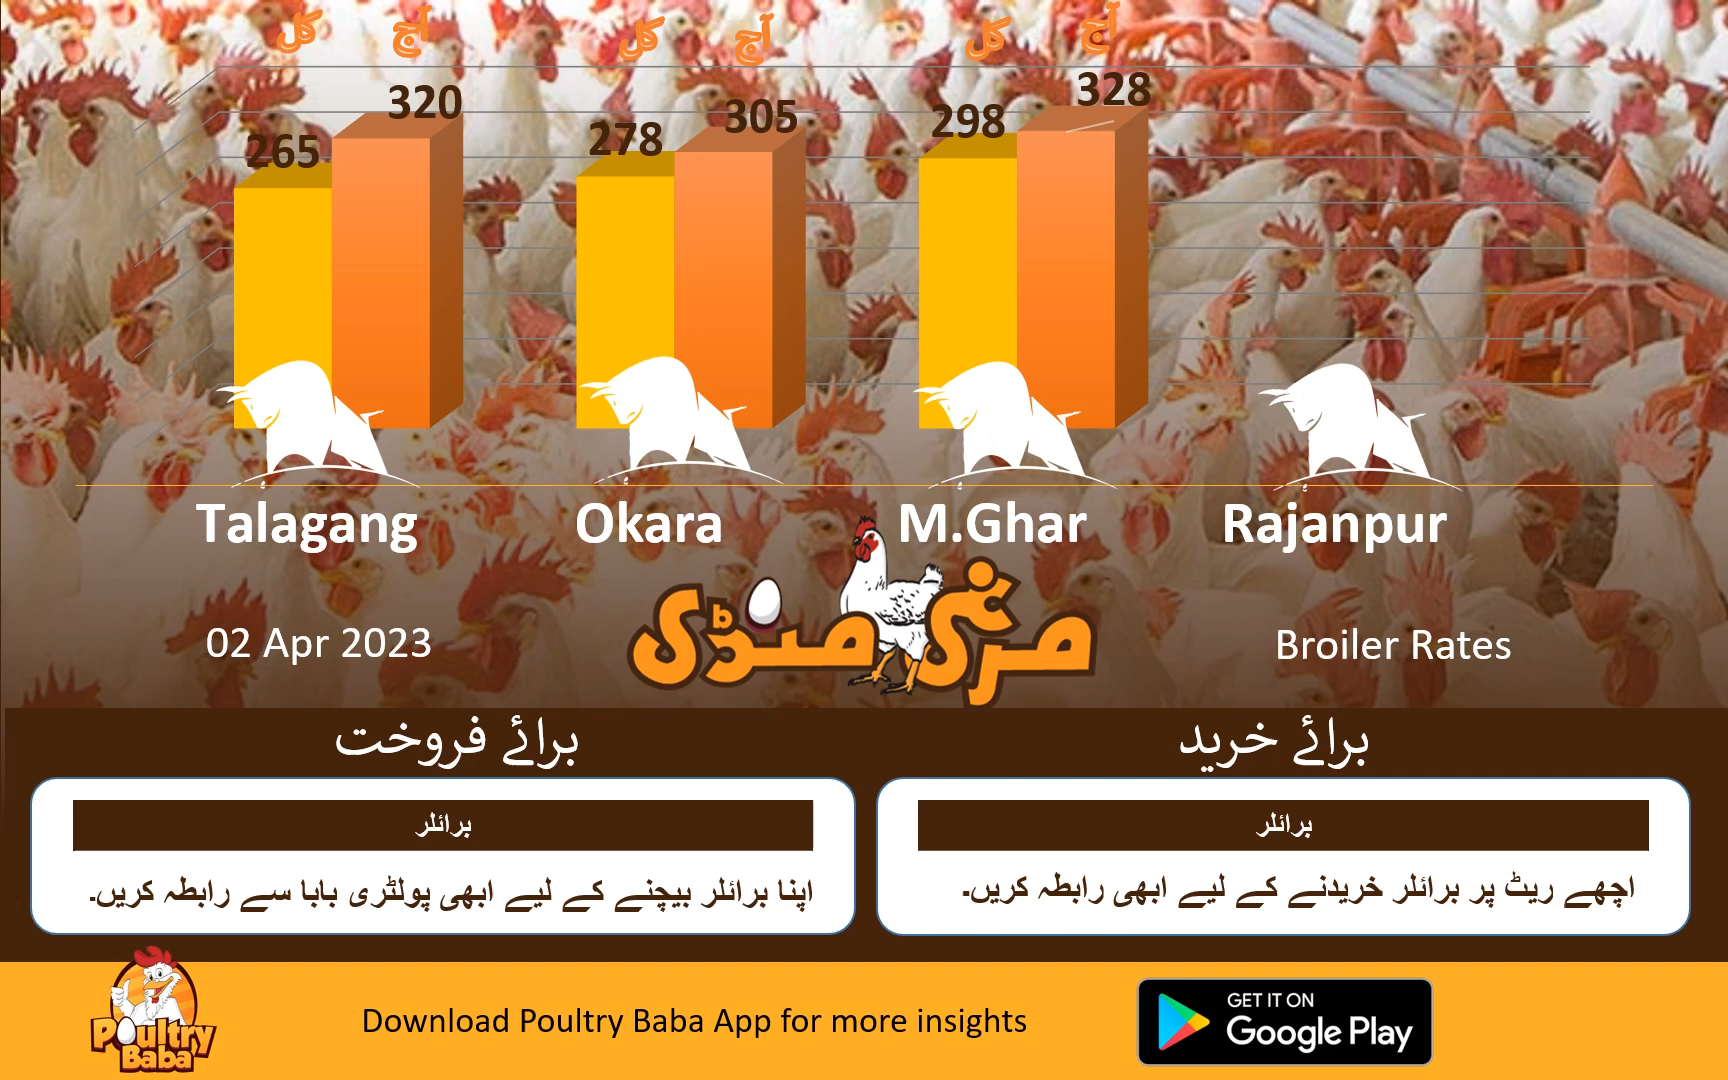 کل آج کل آج کل آج
265 320 278 305 298 328
Talagang Okara M.Ghar Rajanpur
مرغی منڈی
02 Apr 2023
Broiler Rates
برائے خرید
برائلر
اچھے ریٹ پر برائلر خریدنے کے لیے ابھی رابطہ کریں۔
برائے فروخت
برائلر
اپنا برائلر بیچنے کے لیے ابھی پولٹری بابا سے رابطہ کریں۔
Poultry
Baba
Download Poultry Baba App for more insights
GET IT ON
Google Play